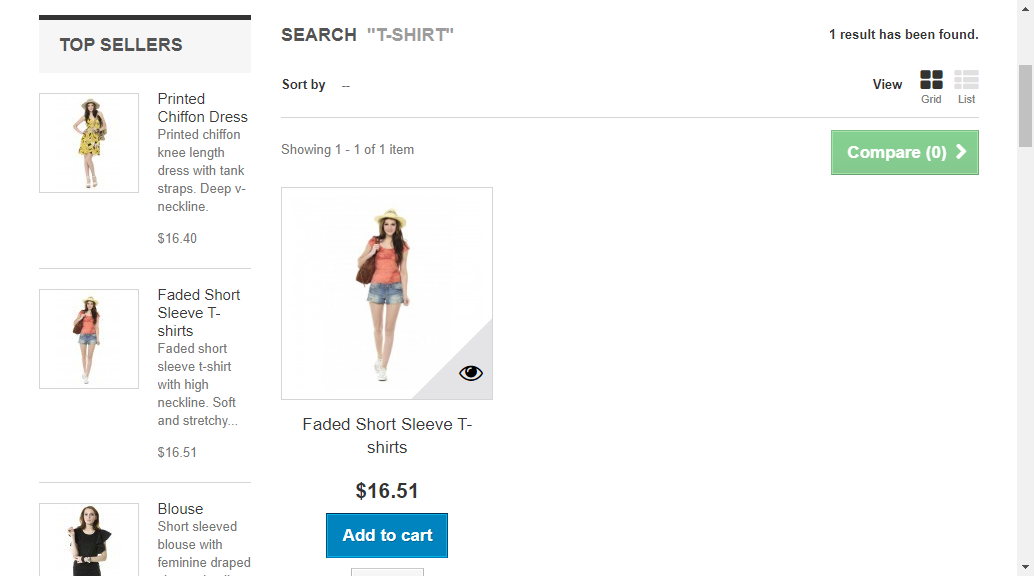 TOP SELLERS
Printed
Chiffon Dress
Printed chiffon
knee length
dress with tank
straps. Deep v-
neckline.
$16.40
Faded Short
Sleeve T-
shirts
Faded short
sleeve t-shirt
with high
neckline. Soft
and stretchy...
$16.51
Blouse
Short sleeved
blouse with
feminine draped
SEARCH "T-SHIRT"
1 result has been found.
Sort by --
View
Grid List
Showing 1 - 1 of 1 item
Compare (0)
Faded Short Sleeve T-
shirts
$16.51
Add to cart